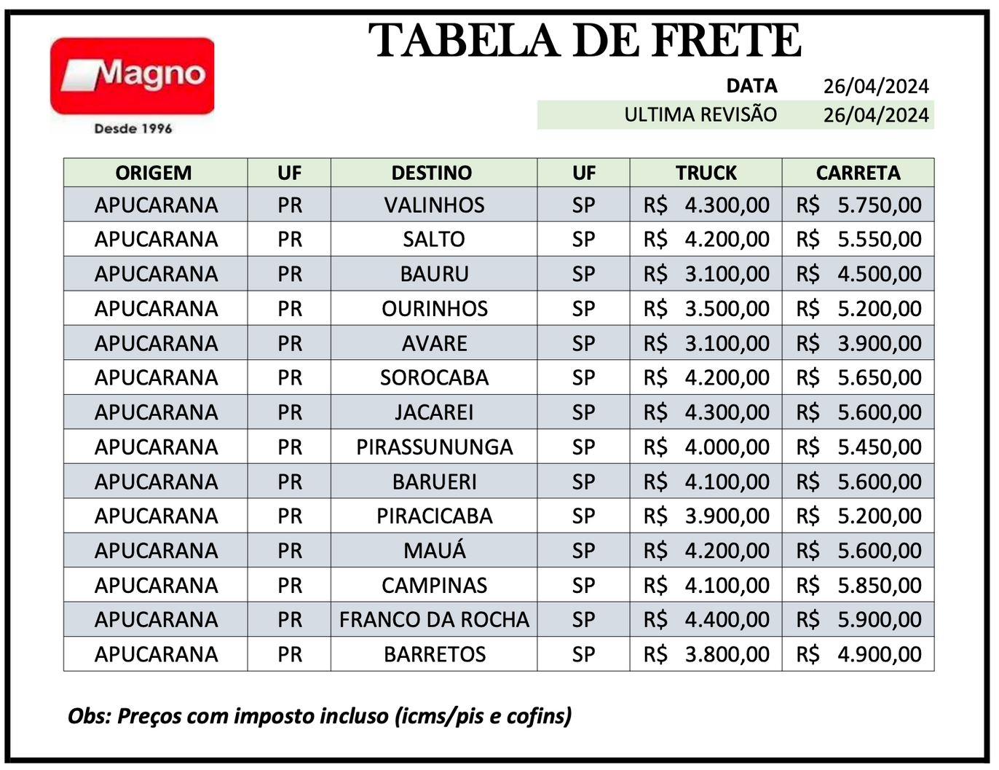 TABELA DE FRETE
Magno
Desde 1996
DATA 26/04/2024
ULTIMA REVISÃO 26/04/2024
ORIGEM UF DESTINO UF TRUCK CARRETA
APUCARANA PR VALINHOS SP R$ 4.300,00 R$ 5.750,00
APUCARANA PR SALTO SP R$ 4.200,00 R$ 5.550,00
APUCARANA PR BAURU SP R$ 3.100,00 R$ 4.500,00
APUCARANA PR OURINHOS SP R$ 3.500,00 R$ 5.200,00
APUCARANA PR AVARE SP R$ 3.100,00 R$ 3.900,00
APUCARANA PR SOROCABA SP R$ 4.200,00 R$ 5.650,00
APUCARANA PR JACAREI SP R$ 4.300,00 R$ 5.600,00
APUCARANA PR PIRASSUNUNGA SP R$ 4.000,00 R$ 5.450,00
APUCARANA PR BARUERI SP R$ 4.100,00 R$ 5.600,00
APUCARANA PR PIRACICABA SP R$ 3.900,00 R$ 5.200,00
APUCARANA PR MAUÁ SP R$ 4.200,00 R$ 5.600,00
APUCARANA PR CAMPINAS SP R$ 4.100,00 R$ 5.850,00
APUCARANA PR FRANCO DA ROCHA SP R$ 4.400,00 R$ 5.900,00
APUCARANA PR BARRETOS SP R$ 3.800,00 R$ 4.900,00
Obs: Preços com imposto incluso (icms/pis e cofins)